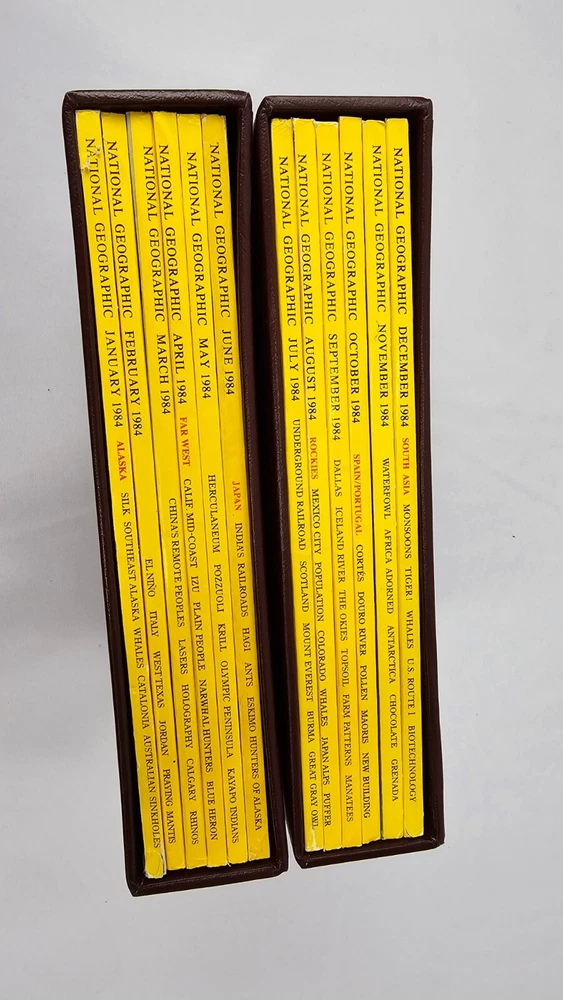 NATIONAL GEOGRAPHIC JANUARY 1984 ALASKA SILK SOUTHEAST ALASKA WHALES CATALONIA AUSTRALIAN SINKHOLES
NATIONAL GEOGRAPHIC FEBRUARY 1984 EL NIÑO ITALY WEST TEXAS JORDAN PRAYING MANTIS
NATIONAL GEOGRAPHIC MARCH 1984 CHINA'S REMOTE PEOPLES LASERS HOLOGRAPHY CALGARY RHINOS
NATIONAL GEOGRAPHIC APRIL 1984 FAR WEST CALIF. MID-COAST IZU PLAIN PEOPLE NARWHAL HUNTERS BLUE HERON
NATIONAL GEOGRAPHIC MAY 1984 HERCULANEUM POZZUOLI KRILL OLYMPIC PENINSULA KAYAPO INDIANS
NATIONAL GEOGRAPHIC JUNE 1984 JAPAN INDIA'S RAILROADS HAGI ANTS ESKIMO HUNTERS OF ALASKA
NATIONAL GEOGRAPHIC JULY 1984 UNDERGROUND RAILROAD SCOTLAND MOUNT EVEREST BURMA GREAT GRAY OWL
NATIONAL GEOGRAPHIC AUGUST 1984 ROCKIES MEXICO CITY POPULATION COLORADO WHALES JAPAN ALPS PUFFER
NATIONAL GEOGRAPHIC SEPTEMBER 1984 DALLAS ICELAND RIVER THE OKIES TOPSOIL FARM PATTERNS MANATEES
NATIONAL GEOGRAPHIC OCTOBER 1984 SPAIN/PORTUGAL CORTÉS DOURO RIVER POLLEN MAORIS NEW BUILDING
NATIONAL GEOGRAPHIC NOVEMBER 1984 WATERFOWL AFRICA ADORNED ANTARCTICA CHOCOLATE GRENADA
NATIONAL GEOGRAPHIC DECEMBER 1984 SOUTH ASIA MONSOONS TIGER! WHALES U.S. ROUTE 1 BIOTECHNOLOGY